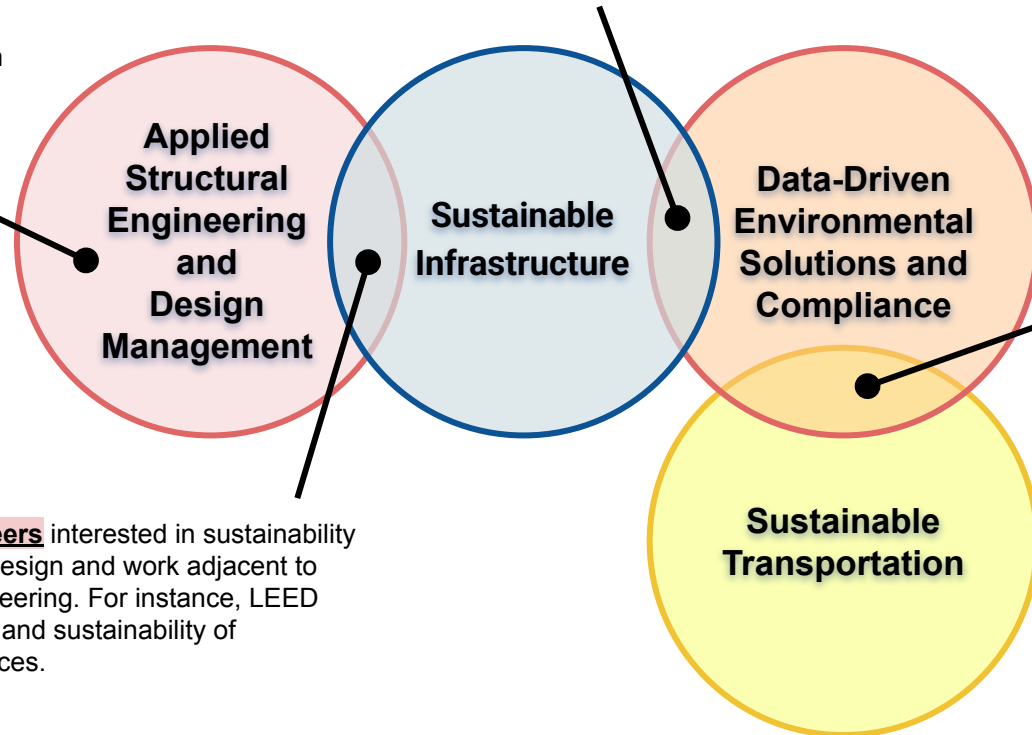 Applied
Structural
Engineering
and
Design
Management
Sustainable
Infrastructure
Data-Driven
Environmental
Solutions and
Compliance
Sustainable
Transportation
eers interested in sustainability
design and work adjacent to
eering. For instance, LEED
and sustainability of
ces.